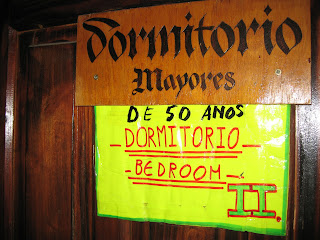 Dormitorio
Mayores
DE 50 AÑOS
DORMITORIO
BEDROOM
II.